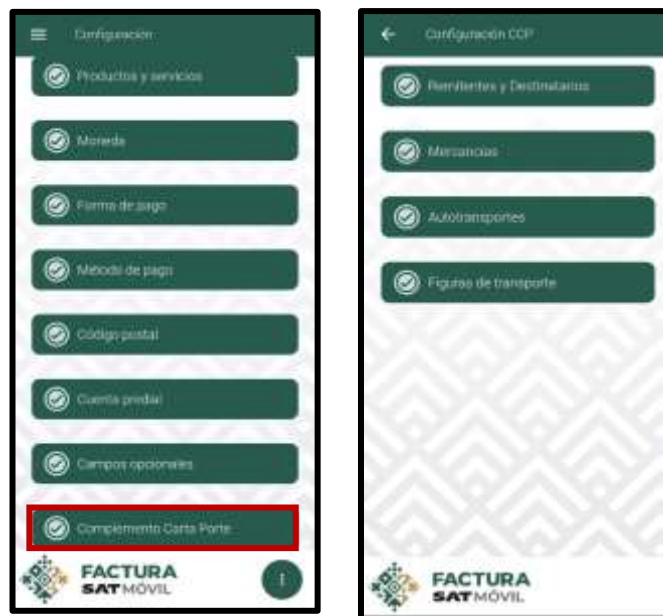 Configuración
Productos y servicios
Moneda
Forma de pago
Método de pago
Código postal
Cuenta predial
Campos opcionales
Complemento Carta Porte
FACTURA
SAT MÓVIL
Configuración CCP
Remitentes y Destinatarios
Mercancías
Autotransportes
Figuras de transporte
FACTURA
SAT MÓVIL